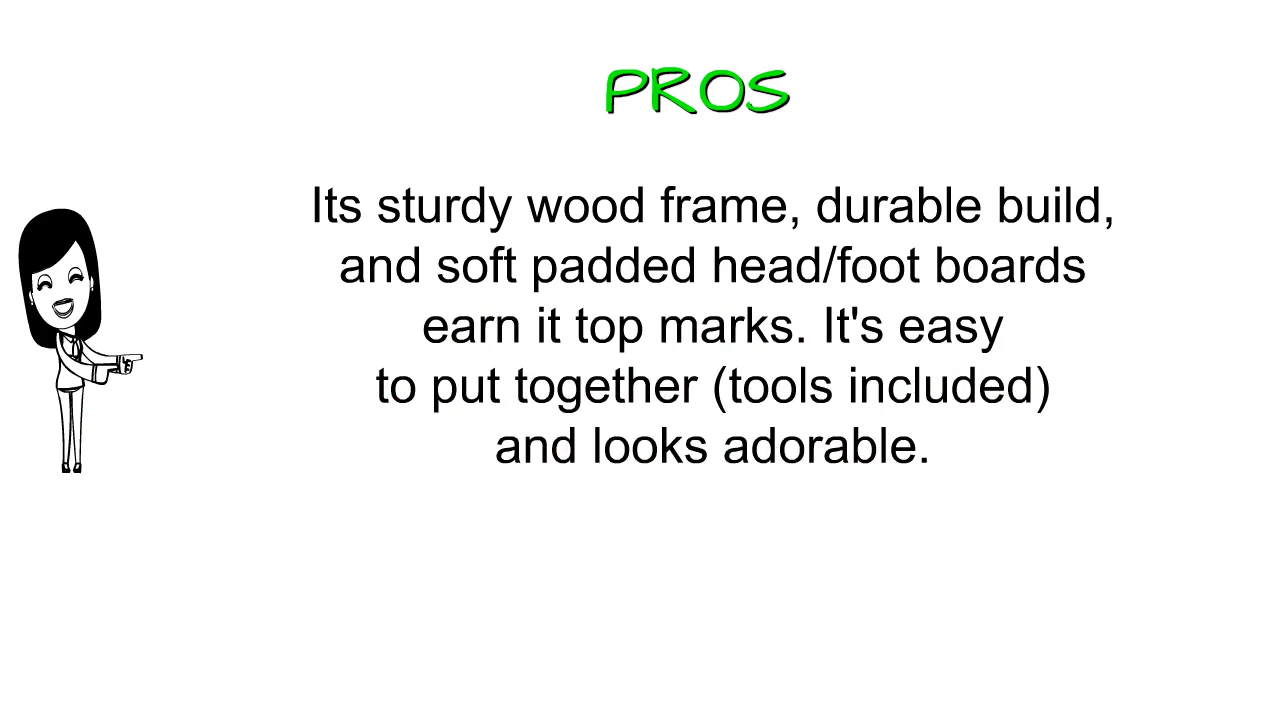 PROS
Its sturdy wood frame, durable build,
and soft padded head/foot boards
earn it top marks. It's easy
to put together (tools included)
and looks adorable.